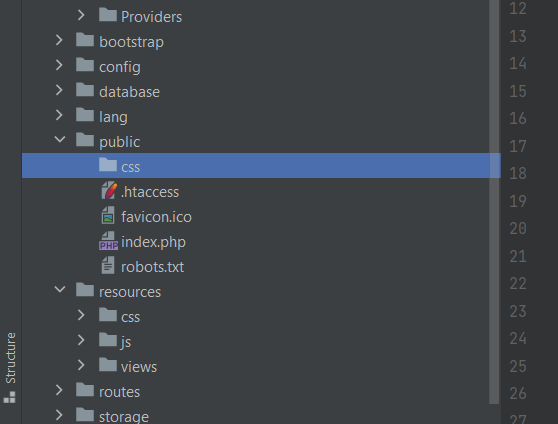 Providers
12
bootstrap
13
config
14
database
15
lang
16
public
17
css
18
.htaccess
19
favicon.ico
20
PHP index.php
21
robots.txt
22
resources
23
css
24
js
25
views
26
routes
27
storage
Structure